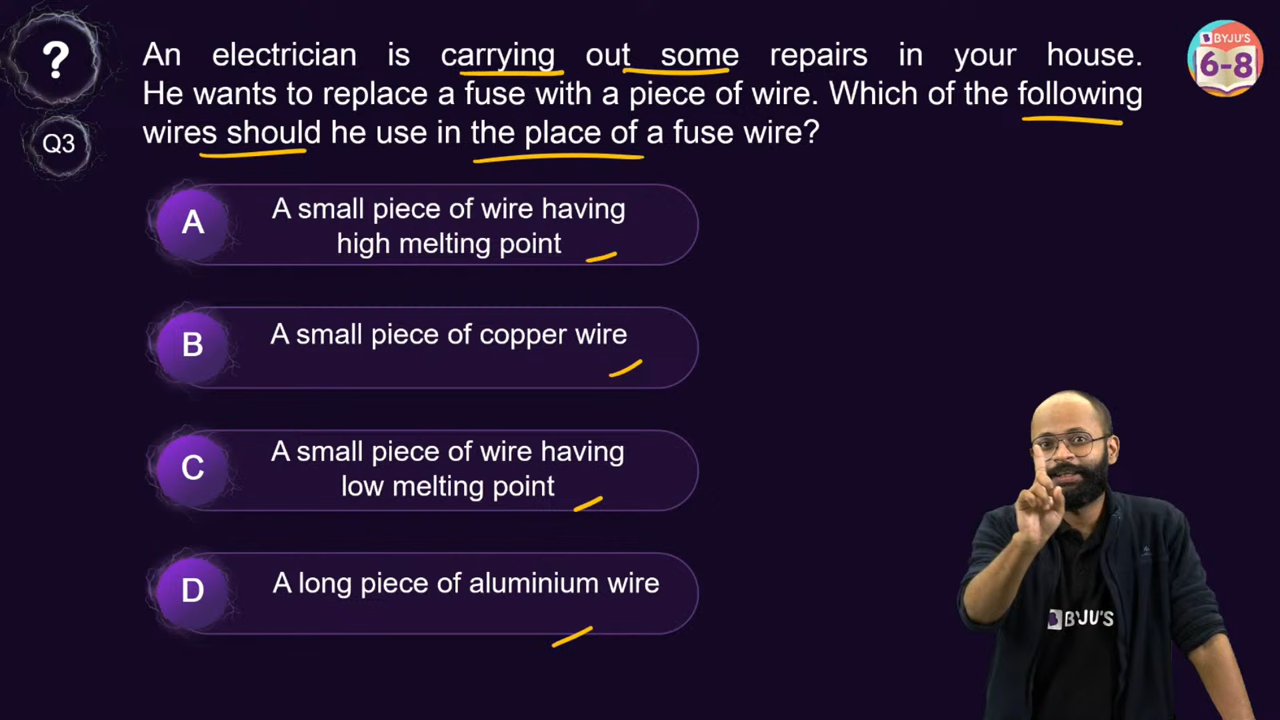 ?
An electrician is carrying out some repairs in your house.
He wants to replace a fuse with a piece of wire. Which of the following
wires should he use in the place of a fuse wire?
Q3
BYJU'S
6-8
A
A small piece of wire having
high melting point
B
A small piece of copper wire
C
A small piece of wire having
low melting point
D
A long piece of aluminium wire
BYJU'S